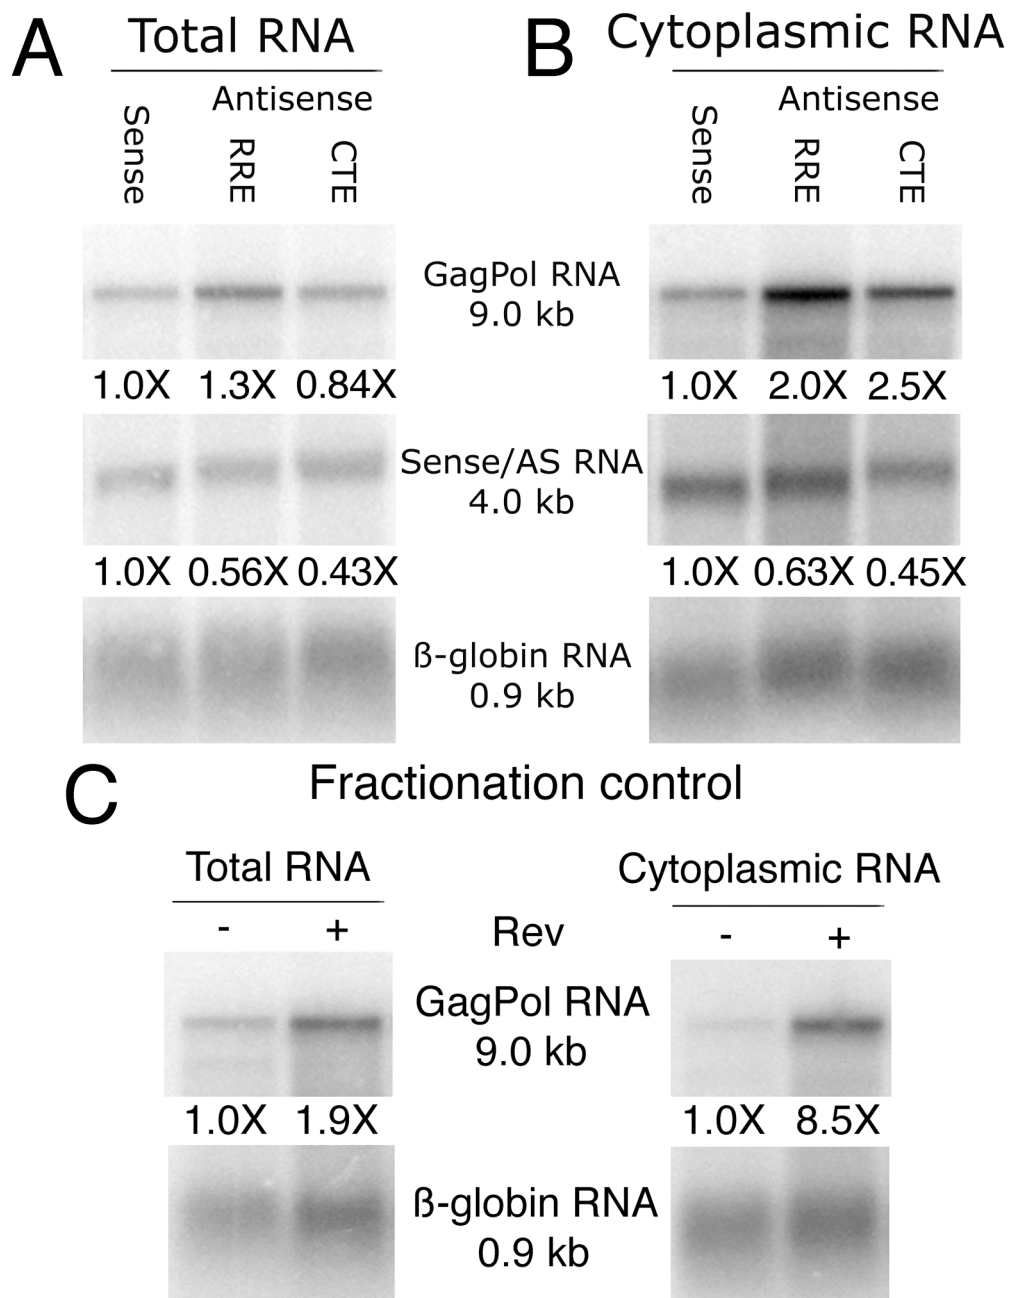 A
Total RNA
Antisense
Sense
RRE
CTE
B
Cytoplasmic RNA
Antisense
Sense
RRE
CTE
GagPol RNA
9.0 kb
1.0X 1.3X 0.84X
1.0X 2.0X 2.5X
Sense/AS RNA
4.0 kb
1.0X 0.56X 0.43X
1.0X 0.63X 0.45X
ß-globin RNA
0.9 kb
C
Fractionation control
Total RNA
Cytoplasmic RNA
- +
Rev
- +
GagPol RNA
9.0 kb
1.0X 1.9X
1.0X 8.5X
ß-globin RNA
0.9 kb